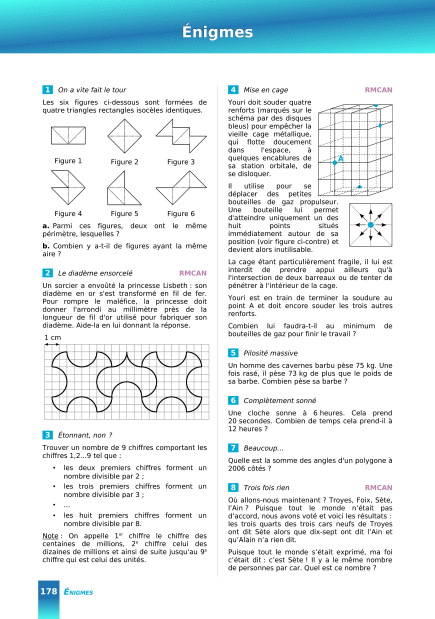 Énigmes
1 On a vite fait le tour
Les six figures ci-dessous sont formées de
quatre triangles rectangles isocèles identiques.
Figure 1
Figure 2
Figure 3
Figure 4
Figure 5
Figure 6
a. Parmi ces figures, deux ont le même
périmètre, lesquelles ?
b. Combien y a-t-il de figures ayant la même
aire ?
2 Le diadème ensorcelé RMCAN
Un sorcier a envoûté la princesse Lisbeth : son
diadème en or s'est transformé en fil de fer.
Pour rompre le maléfice, la princesse doit
donner l'arrondi au millimètre près de la
longueur de fil d'or utilisé pour fabriquer son
diadème. Aide-la en lui donnant la réponse.
1 cm
3 Étonnant, non ?
Trouver un nombre de 9 chiffres comportant les
chiffres 1,2...9 tel que :
• les deux premiers chiffres forment un
nombre divisible par 2 ;
• les trois premiers chiffres forment un
nombre divisible par 3 ;
• ...
• les huit premiers chiffres forment un
nombre divisible par 8.
Note : On appelle 1er chiffre le chiffre des
centaines de millions, 2e chiffre celui des
dizaines de millions et ainsi de suite jusqu'au 9e
chiffre qui est celui des unités.
4 Mise en cage RMCAN
Youri doit souder quatre
renforts (marqués sur le
schéma par des disques
bleus) pour empêcher la
vieille cage métallique,
qui flotte doucement
dans l'espace, à
quelques encablures de
sa station orbitale, de
se disloquer.
A
Il utilise pour se
déplacer des petites
bouteilles de gaz propulseur.
Une bouteille lui permet
d'atteindre uniquement un des
huit points situés
immédiatement autour de sa
position (voir figure ci-contre) et
devient alors inutilisable.
La cage étant particulièrement fragile, il lui est
interdit de prendre appui ailleurs qu'à
l'intersection de deux barreaux ou de tenter de
pénétrer à l'intérieur de la cage.
Youri est en train de terminer la soudure au
point A et doit encore souder les trois autres
renforts.
Combien lui faudra-t-il au minimum de
bouteilles de gaz pour finir le travail ?
5 Pilosité massive
Un homme des cavernes barbu pèse 75 kg. Une
fois rasé, il pèse 73 kg de plus que le poids de
sa barbe. Combien pèse sa barbe ?
6 Complètement sonné
Une cloche sonne à 6 heures. Cela prend
20 secondes. Combien de temps cela prend-il à
12 heures ?
7 Beaucoup...
Quelle est la somme des angles d'un polygone à
2006 côtés ?
8 Trois fois rien RMCAN
Où allons-nous maintenant ? Troyes, Foix, Sète,
l'Ain ? Puisque tout le monde n'était pas
d'accord, nous avons voté et voici les résultats :
les trois quarts des trois cars neufs de Troyes
ont dit Sète alors que dix-sept ont dit l'Ain et
qu'Alain n'a rien dit.
Puisque tout le monde s'était exprimé, ma foi
c'était dit : c'est Sète ! Il y a le même nombre
de personnes par car. Quel est ce nombre ?
178 ÉNIGMES